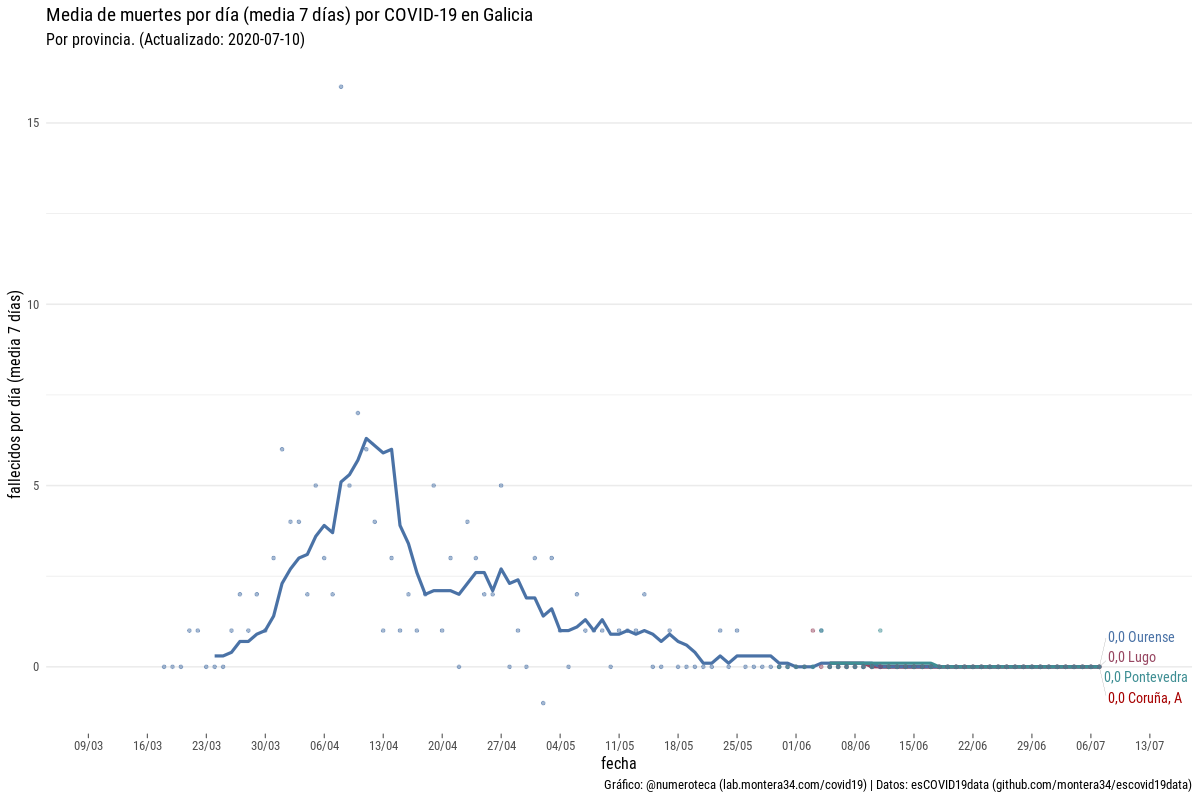 Media de muertes por día (media 7 días) por COVID-19 en Galicia
Por provincia. (Actualizado: 2020-07-10)
fallecidos por día (media 7 días)
15
10
5
0
0,0 Ourense
0,0 Lugo
0,0 Pontevedra
0,0 Coruña, A
09/03 16/03 23/03 30/03 06/04 13/04 20/04 27/04 04/05 11/05 18/05 25/05 01/06 08/06 15/06 22/06 29/06 06/07 13/07
fecha
Gráfico: @numeroteca (lab.montera34.com/covid19) | Datos: esCOVID19data (github.com/montera34/escovid19data)